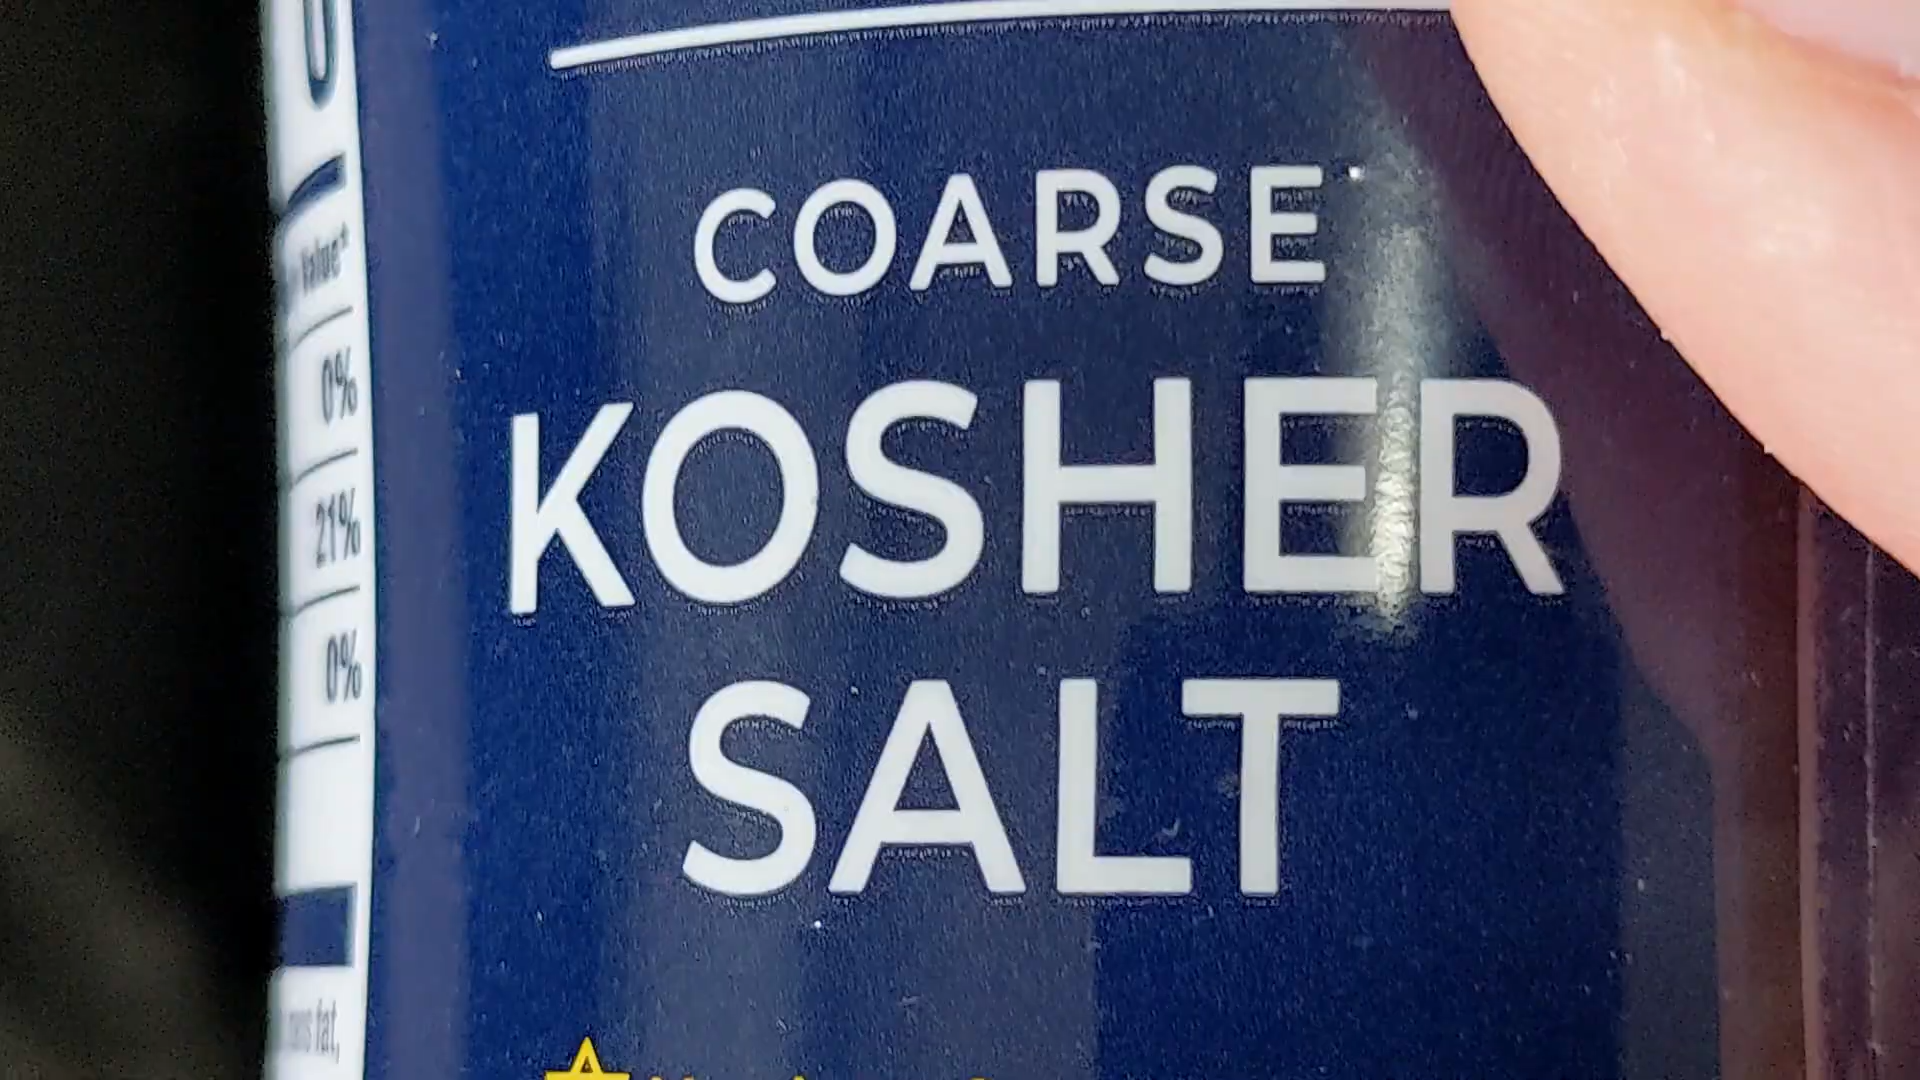 Value*
0%
21%
0%
fat,
COARSE
KOSHER
SALT